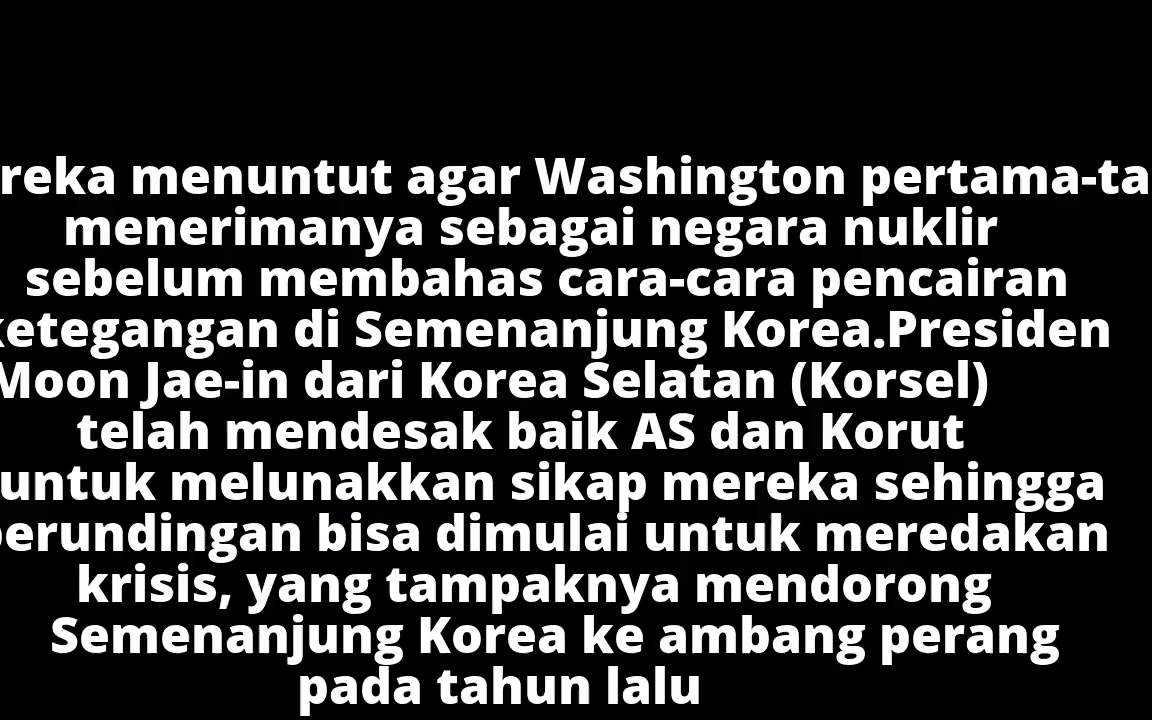 reka menuntut agar Washington pertama-ta
menerimanya sebagai negara nuklir
sebelum membahas cara-cara pencairan
ketegangan di Semenanjung Korea.Presiden
Moon Jae-in dari Korea Selatan (Korsel)
telah mendesak baik AS dan Korut
untuk melunakkan sikap mereka sehingga
perundingan bisa dimulai untuk meredakan
krisis, yang tampaknya mendorong
Semenanjung Korea ke ambang perang
pada tahun lalu